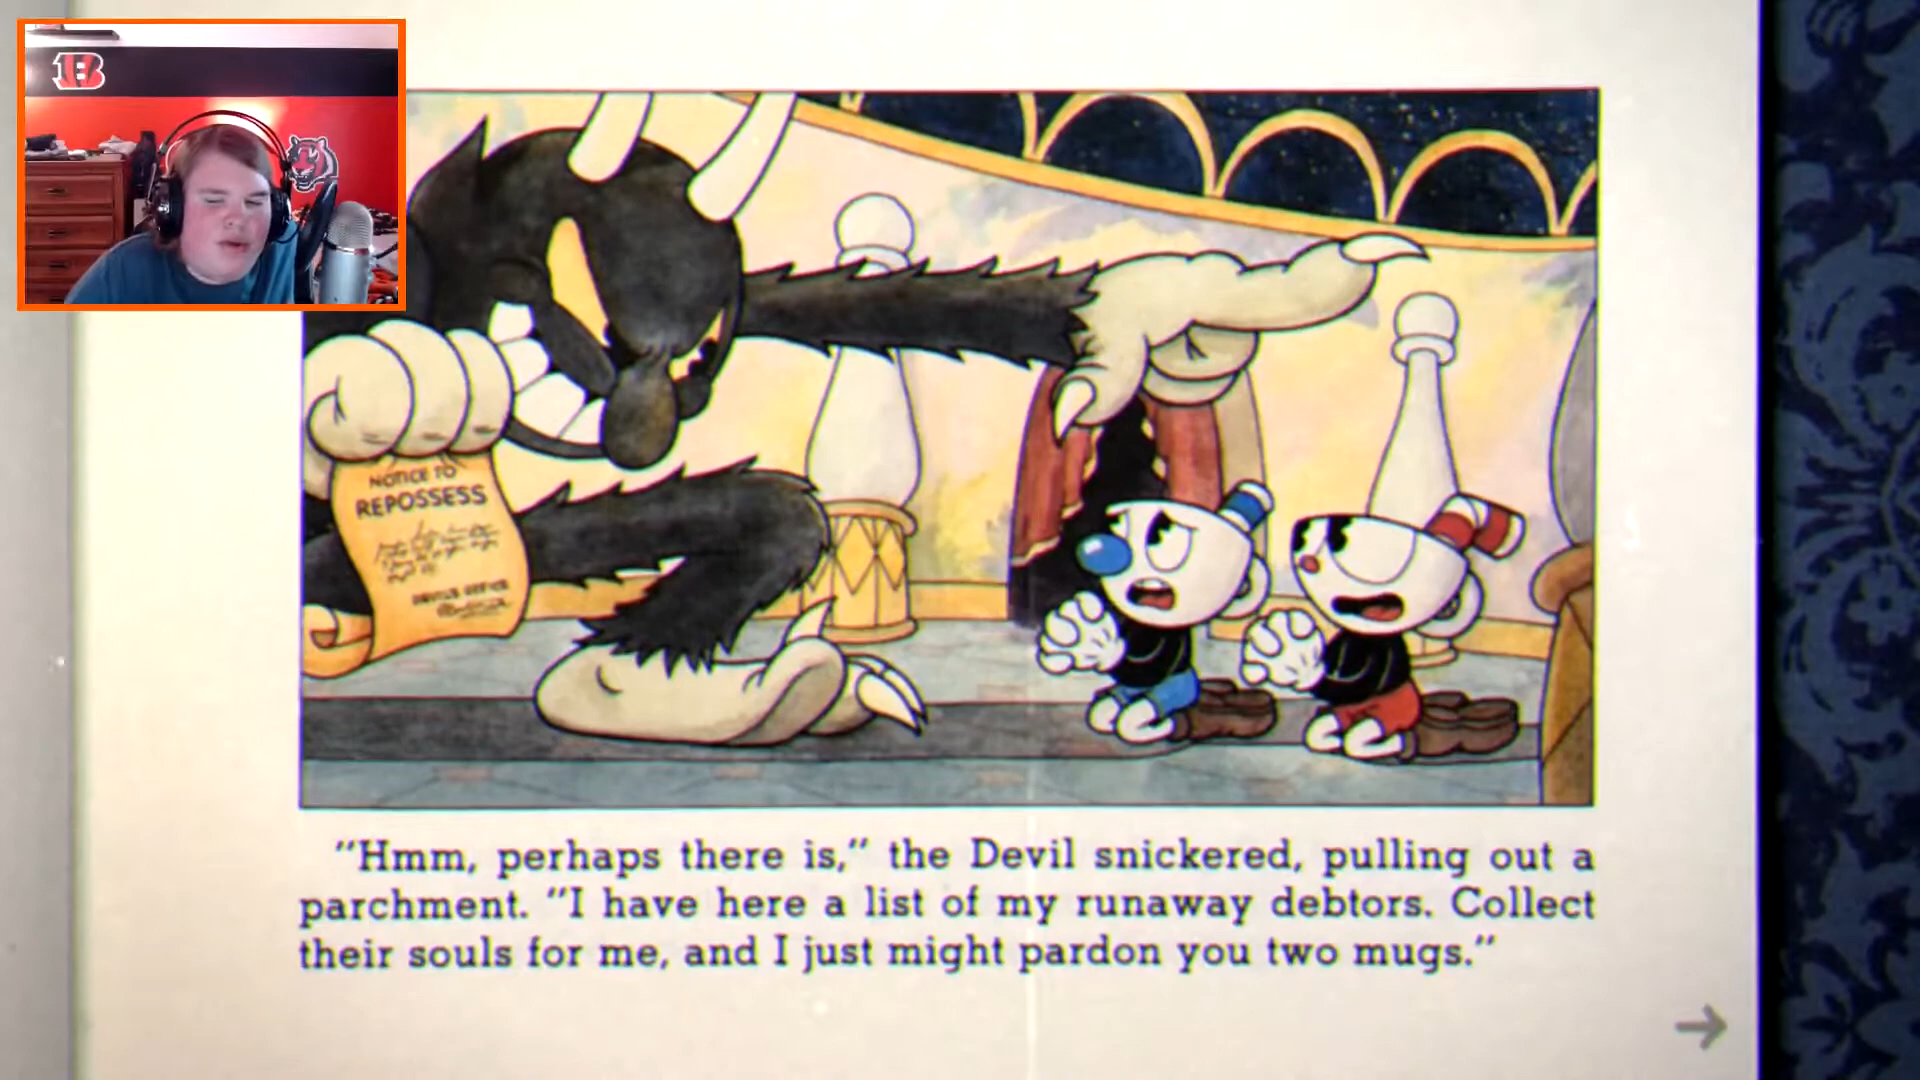 B
NOTICE TO
REPOSSESS
"Hmm, perhaps there is," the Devil snickered, pulling out a
parchment. "I have here a list of my runaway debtors. Collect
their souls for me, and I just might pardon you two mugs."